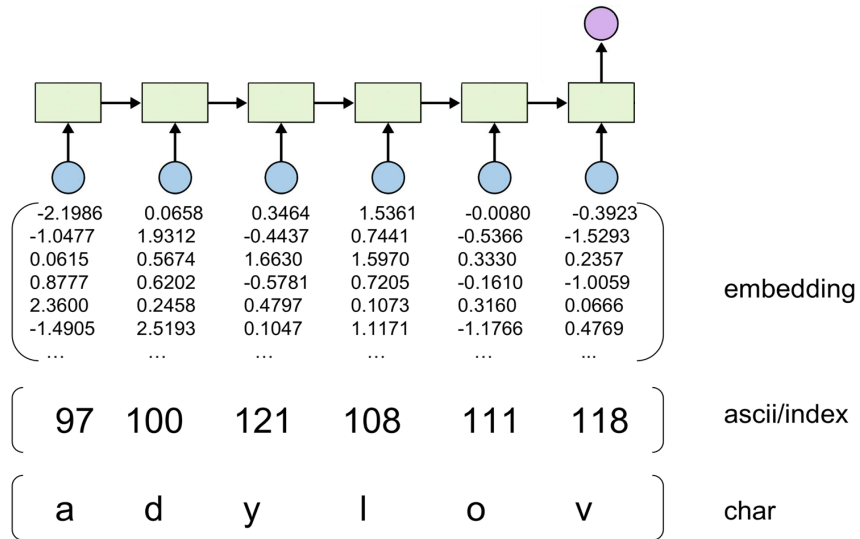 -2.1986 0.0658 0.3464 1.5361 -0.0080 -0.3923
-1.0477 1.9312 -0.4437 0.7441 -0.5366 -1.5293
0.0615 0.5674 1.6630 1.5970 0.3330 0.2357
0.8777 0.6202 -0.5781 0.7205 -0.1610 -1.0059
embedding
2.3600 0.2458 0.4797 0.1073 0.3160 0.0666
-1.4905 2.5193 0.1047 1.1171 -1.1766 0.4769
... ... ... ... ... ...
97 100 121 108 111 118 ascii/index
a d y l o v char